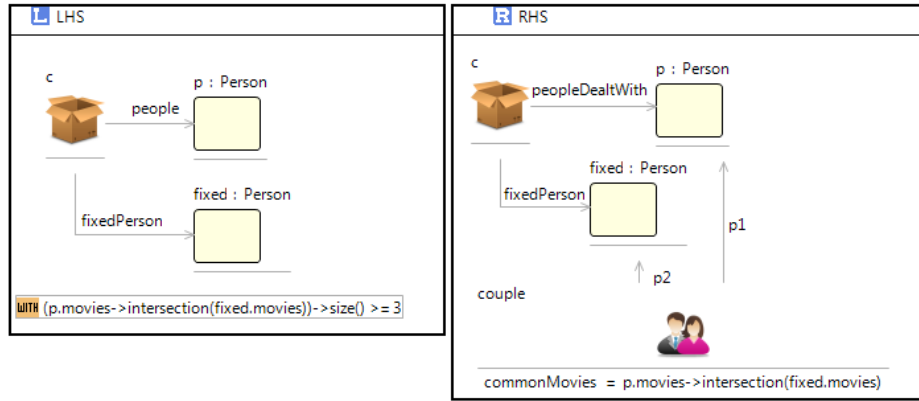 L LHS
c
p : Person
people
fixed : Person
fixedPerson
WITH (p.movies->intersection(fixed.movies))->size() >= 3
R RHS
c
p : Person
peopleDealtWith
fixed : Person
fixedPerson
p1
p2
couple
commonMovies = p.movies->intersection(fixed.movies)